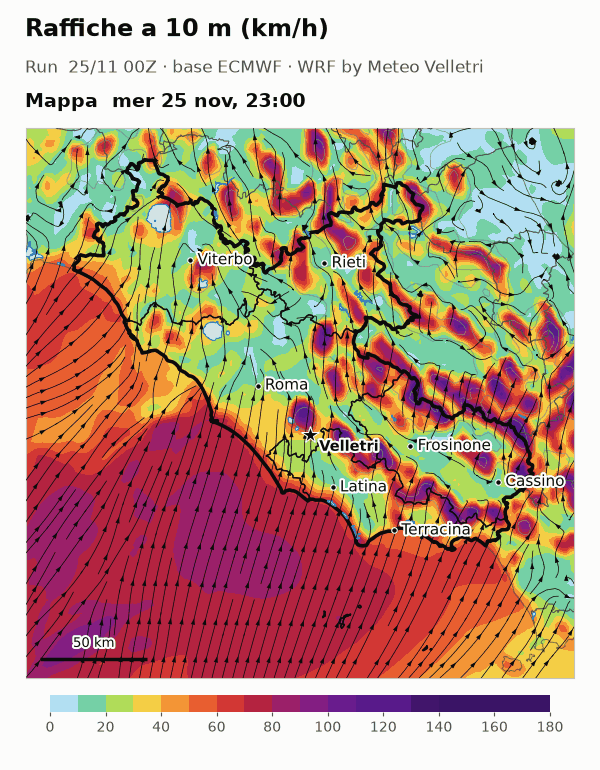 Raffiche a 10 m (km/h)
Run 25/11 00Z · base ECMWF · WRF by Meteo Velletri
Mappa mer 25 nov, 23:00
Viterbo
Rieti
Roma
Velletri
Frosinone
Cassino
Latina
Terracina
50 km
0 20 40 60 80 100 120 140 160 180